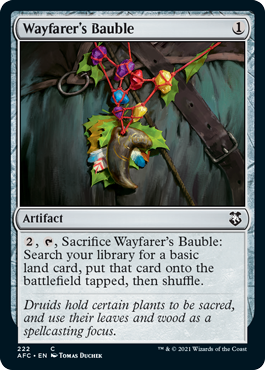 Wayfarer's Bauble 1
Artifact
2, T, Sacrifice Wayfarer's Bauble:
Search your library for a basic
land card, put that card onto the
battlefield tapped, then shuffle.
Druids hold certain plants to be sacred,
and use their leaves and wood as a
spellcasting focus.
222 C
AFC • EN Tomas Duchek
™ & © 2021 Wizards of the Coast